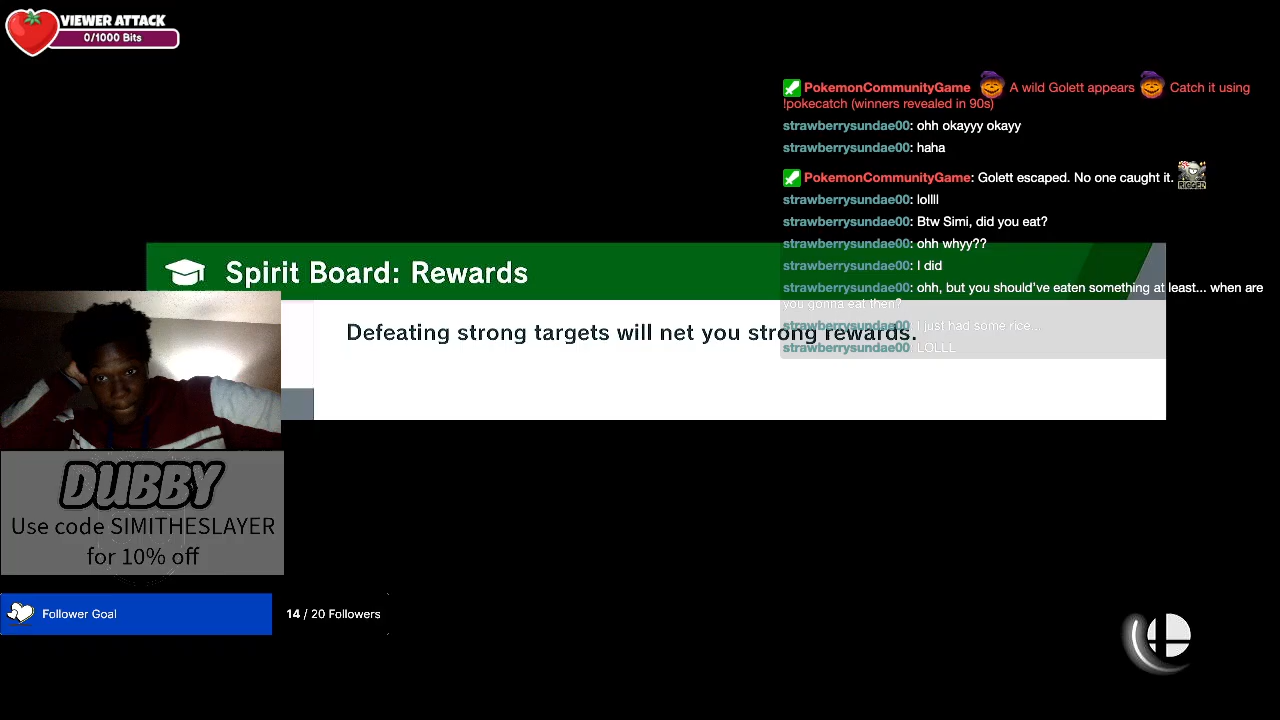 VIEWER ATTACK
0/1000 Bits
PokemonCommunityGame A wild Golett appears Catch it using
!pokecatch (winners revealed in 90s)
strawberrysundae00: ohh okayyy okayy
strawberrysundae00: haha
PokemonCommunityGame: Golett escaped. No one caught it.
RIGGED
strawberrysundae00: lollll
strawberrysundae00: Btw Simi, did you eat?
strawberrysundae00: ohh whyy??
strawberrysundae00: I did
strawberrysundae00: ohh, but you should've eaten something at least... when are
you gonna eat then?
strawberrysundae00: I just had some rice...
strawberrysundae00: LOLLL
Spirit Board: Rewards
Defeating strong targets will net you strong rewards.
DUBBY
Use code SIMITHESLAYER
for 10% off
Follower Goal
14 / 20 Followers